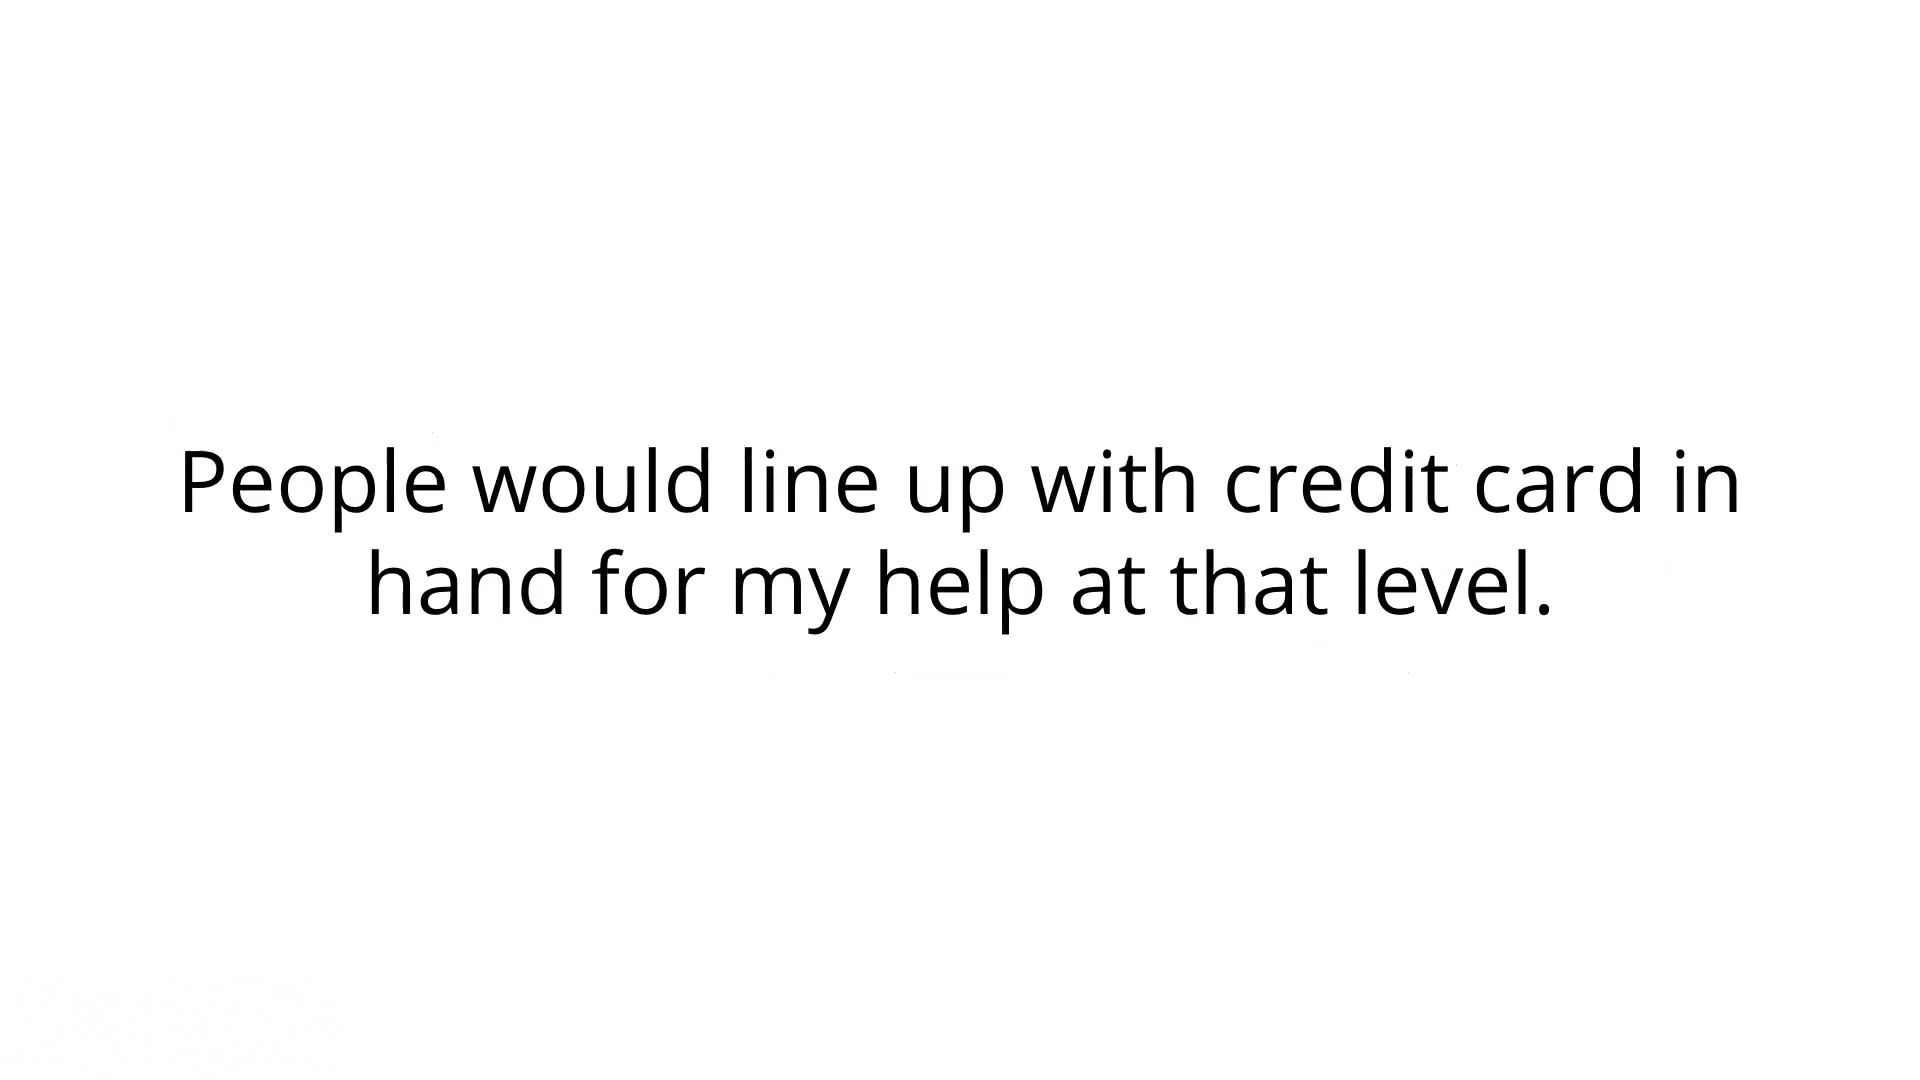 People would line up with credit card in
hand for my help at that level.